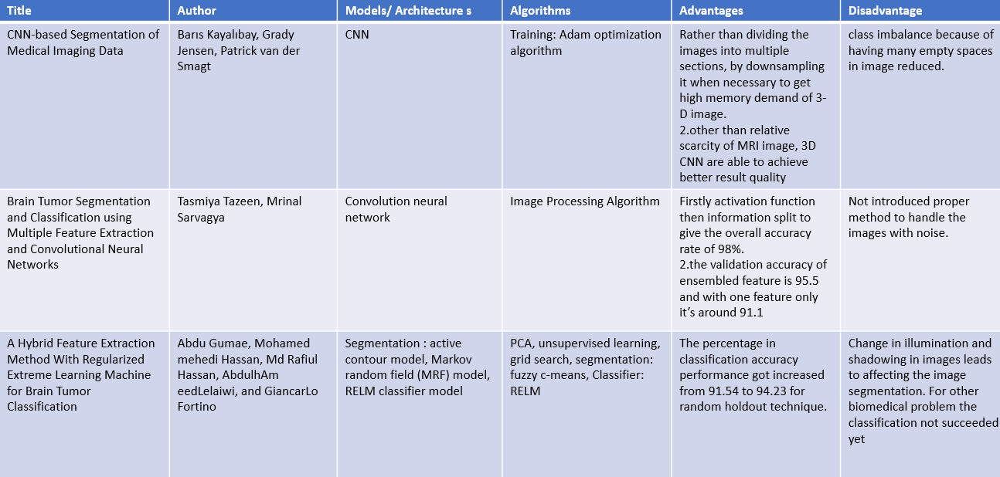 Title
Author
Models/ Architecture s
Algorithms
Advantages
Disadvantage
CNN-based Segmentation of
Medical Imaging Data
Barıs Kayalıbay, Grady
Jensen, Patrick van der
Smagt
CNN
Training: Adam optimization
algorithm
Rather than dividing the
images into multiple
sections, by downsampling
it when necessary to get
high memory demand of 3-
D image.
2.other than relative
scarcity of MRI image, 3D
CNN are able to achieve
better result quality
class imbalance because of
having many empty spaces
in image reduced.
Brain Tumor Segmentation
and Classification using
Multiple Feature Extraction
and Convolutional Neural
Networks
Tasmiya Tazeen, Mrinal
Sarvagya
Convolution neural
network
Image Processing Algorithm
Firstly activation function
then information split to
give the overall accuracy
rate of 98%.
2.the validation accuracy of
ensembled feature is 95.5
and with one feature only
it’s around 91.1
Not introduced proper
method to handle the
images with noise.
A Hybrid Feature Extraction
Method With Regularized
Extreme Learning Machine
for Brain Tumor
Classification
Abdu Gumae, Mohamed
mehedi Hassan, Md Rafiul
Hassan, AbdulhAm
eedLelaiwi, and GiancarLo
Fortino
Segmentation : active
contour model, Markov
random field (MRF) model,
RELM classifier model
PCA, unsupervised learning,
grid search, segmentation:
fuzzy c-means, Classifier:
RELM
The percentage in
classification accuracy
performance got increased
from 91.54 to 94.23 for
random holdout technique.
Change in illumination and
shadowing in images leads
to affecting the image
segmentation. For other
biomedical problem the
classification not succeeded
yet